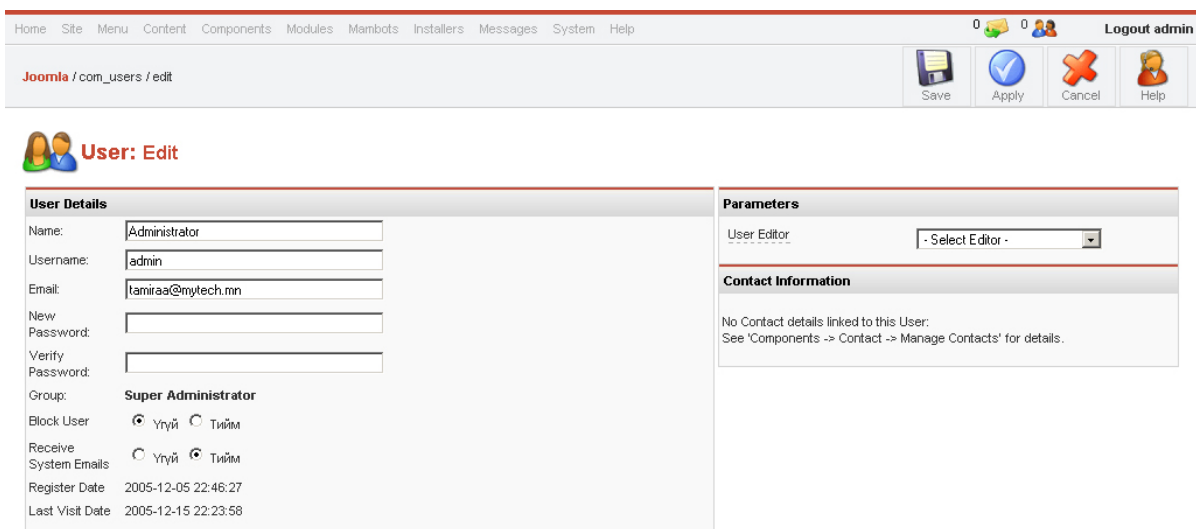 Home Site Menu Content Components Modules Mambots Installers Messages System Help 0 0 Logout admin
Joomla / com_users / edit
Save Apply Cancel Help
User: Edit
User Details
Name: Administrator
Username: admin
Email: tamiraa@mytech.mn
New
Password:
Verify
Password:
Group: Super Administrator
Block User Үгүй Тийм
Receive
System Emails Үгүй Тийм
Register Date 2005-12-05 22:46:27
Last Visit Date 2005-12-15 22:23:58
Parameters
User Editor - Select Editor -
Contact Information
No Contact details linked to this User:
See 'Components -> Contact -> Manage Contacts' for details.